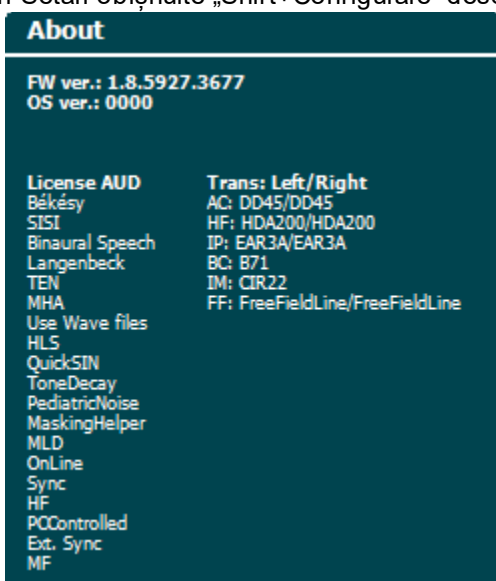 About
FW ver.: 1.8.5927.3677
OS ver.: 0000
License AUD
Békésy
SISI
Binaural Speech
Langenbeck
TEN
MHA
Use Wave files
HLS
QuickSIN
ToneDecay
PediatricNoise
MaskingHelper
MLD
OnLine
Sync
HF
PCControlled
Ext. Sync
MF
Trans: Left/Right
AC: DD45/DD45
HF: HDA200/HDA200
IP: EAR3A/EAR3A
BC: B71
IM: CIR22
FF: FreeFieldLine/FreeFieldLine